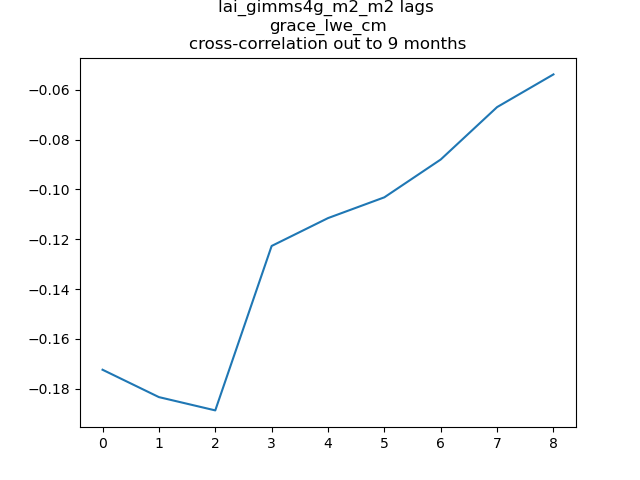 lai_gimms4g_m2_m2 lags
grace_lwe_cm
cross-correlation out to 9 months
−0.06
−0.08
−0.10
−0.12
−0.14
−0.16
−0.18
0 1 2 3 4 5 6 7 8